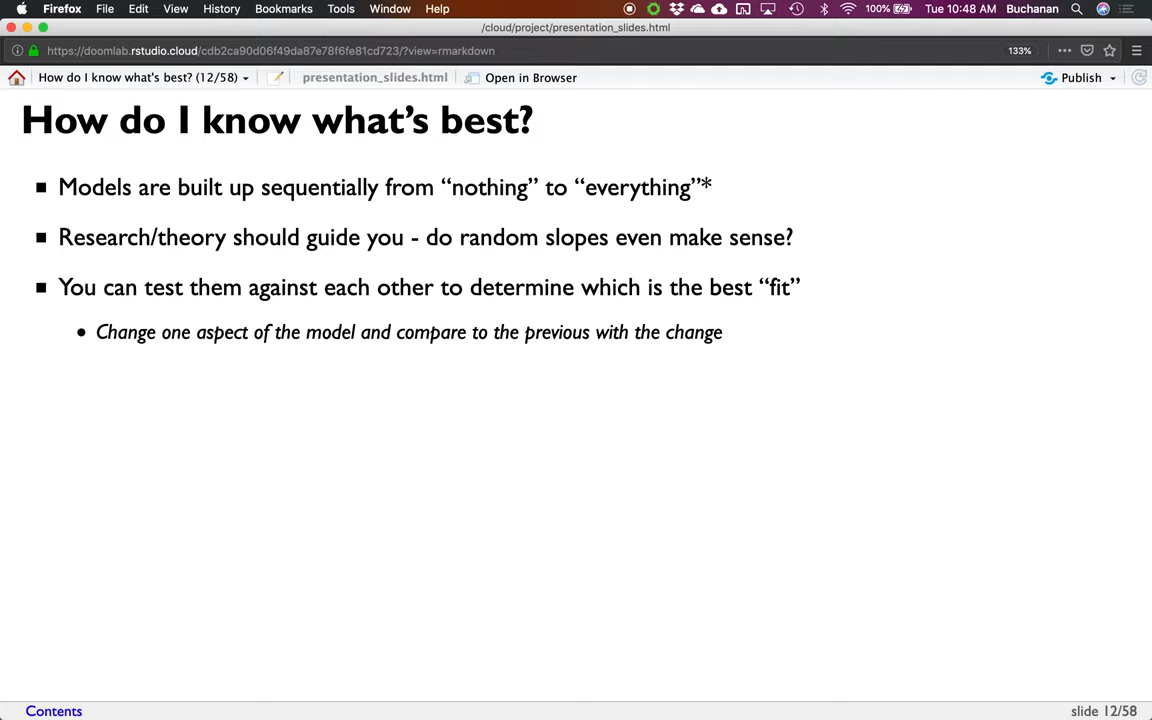 Firefox File Edit View History Bookmarks Tools Window Help 100% Tue 10:48 AM Buchanan
/cloud/project/presentation_slides.html
https://doomlab.rstudio.cloud/cdb2ca90d06f49da87e78f6fe81cd723/?view=rmarkdown 133%
How do I know what's best? (12/58) presentation_slides.html Open in Browser Publish
How do I know what’s best?
Models are built up sequentially from “nothing” to “everything”*
Research/theory should guide you - do random slopes even make sense?
You can test them against each other to determine which is the best “fit”
Change one aspect of the model and compare to the previous with the change
Contents slide 12/58